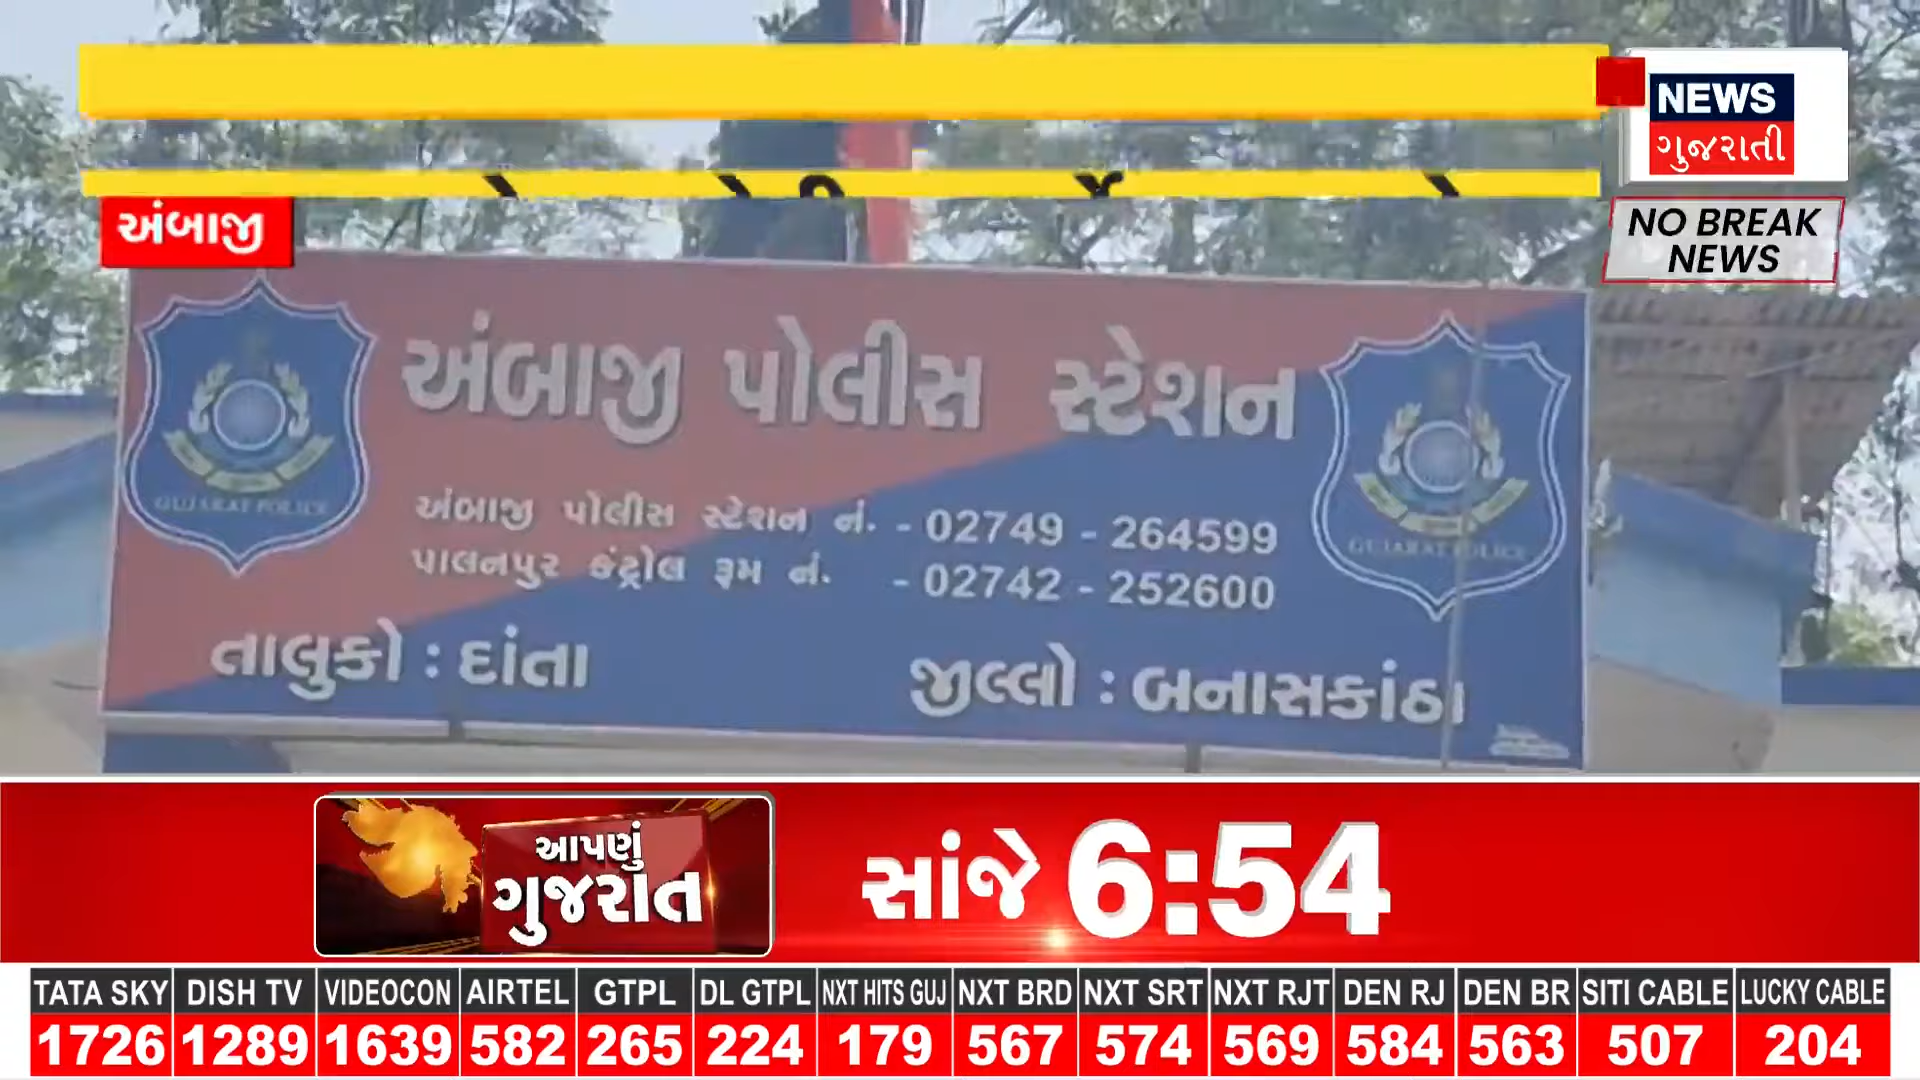 NEWS
ગુજરાતી
NO BREAK
NEWS
અંબાજી
અંબાજી પોલીસ સ્ટેશન
અંબાજી પોલીસ સ્ટેશન નં. - 02749 - 264599
પાલનપુર કંટ્રોલ રૂમ નં. - 02742 - 252600
GUJARAT POLICE
GUJARAT POLICE
તાલુકો : દાંતા
જીલ્લો : બનાસકાંઠા
આપણું
ગુજરાત
સાંજે 6:54
TATA SKY DISH TV VIDEOCON AIRTEL GTPL DL GTPL NXT HITS GUJ NXT BRD NXT SRT NXT RJT DEN RJ DEN BR SITI CABLE LUCKY CABLE
1726 1289 1639 582 265 224 179 567 574 569 584 563 507 204